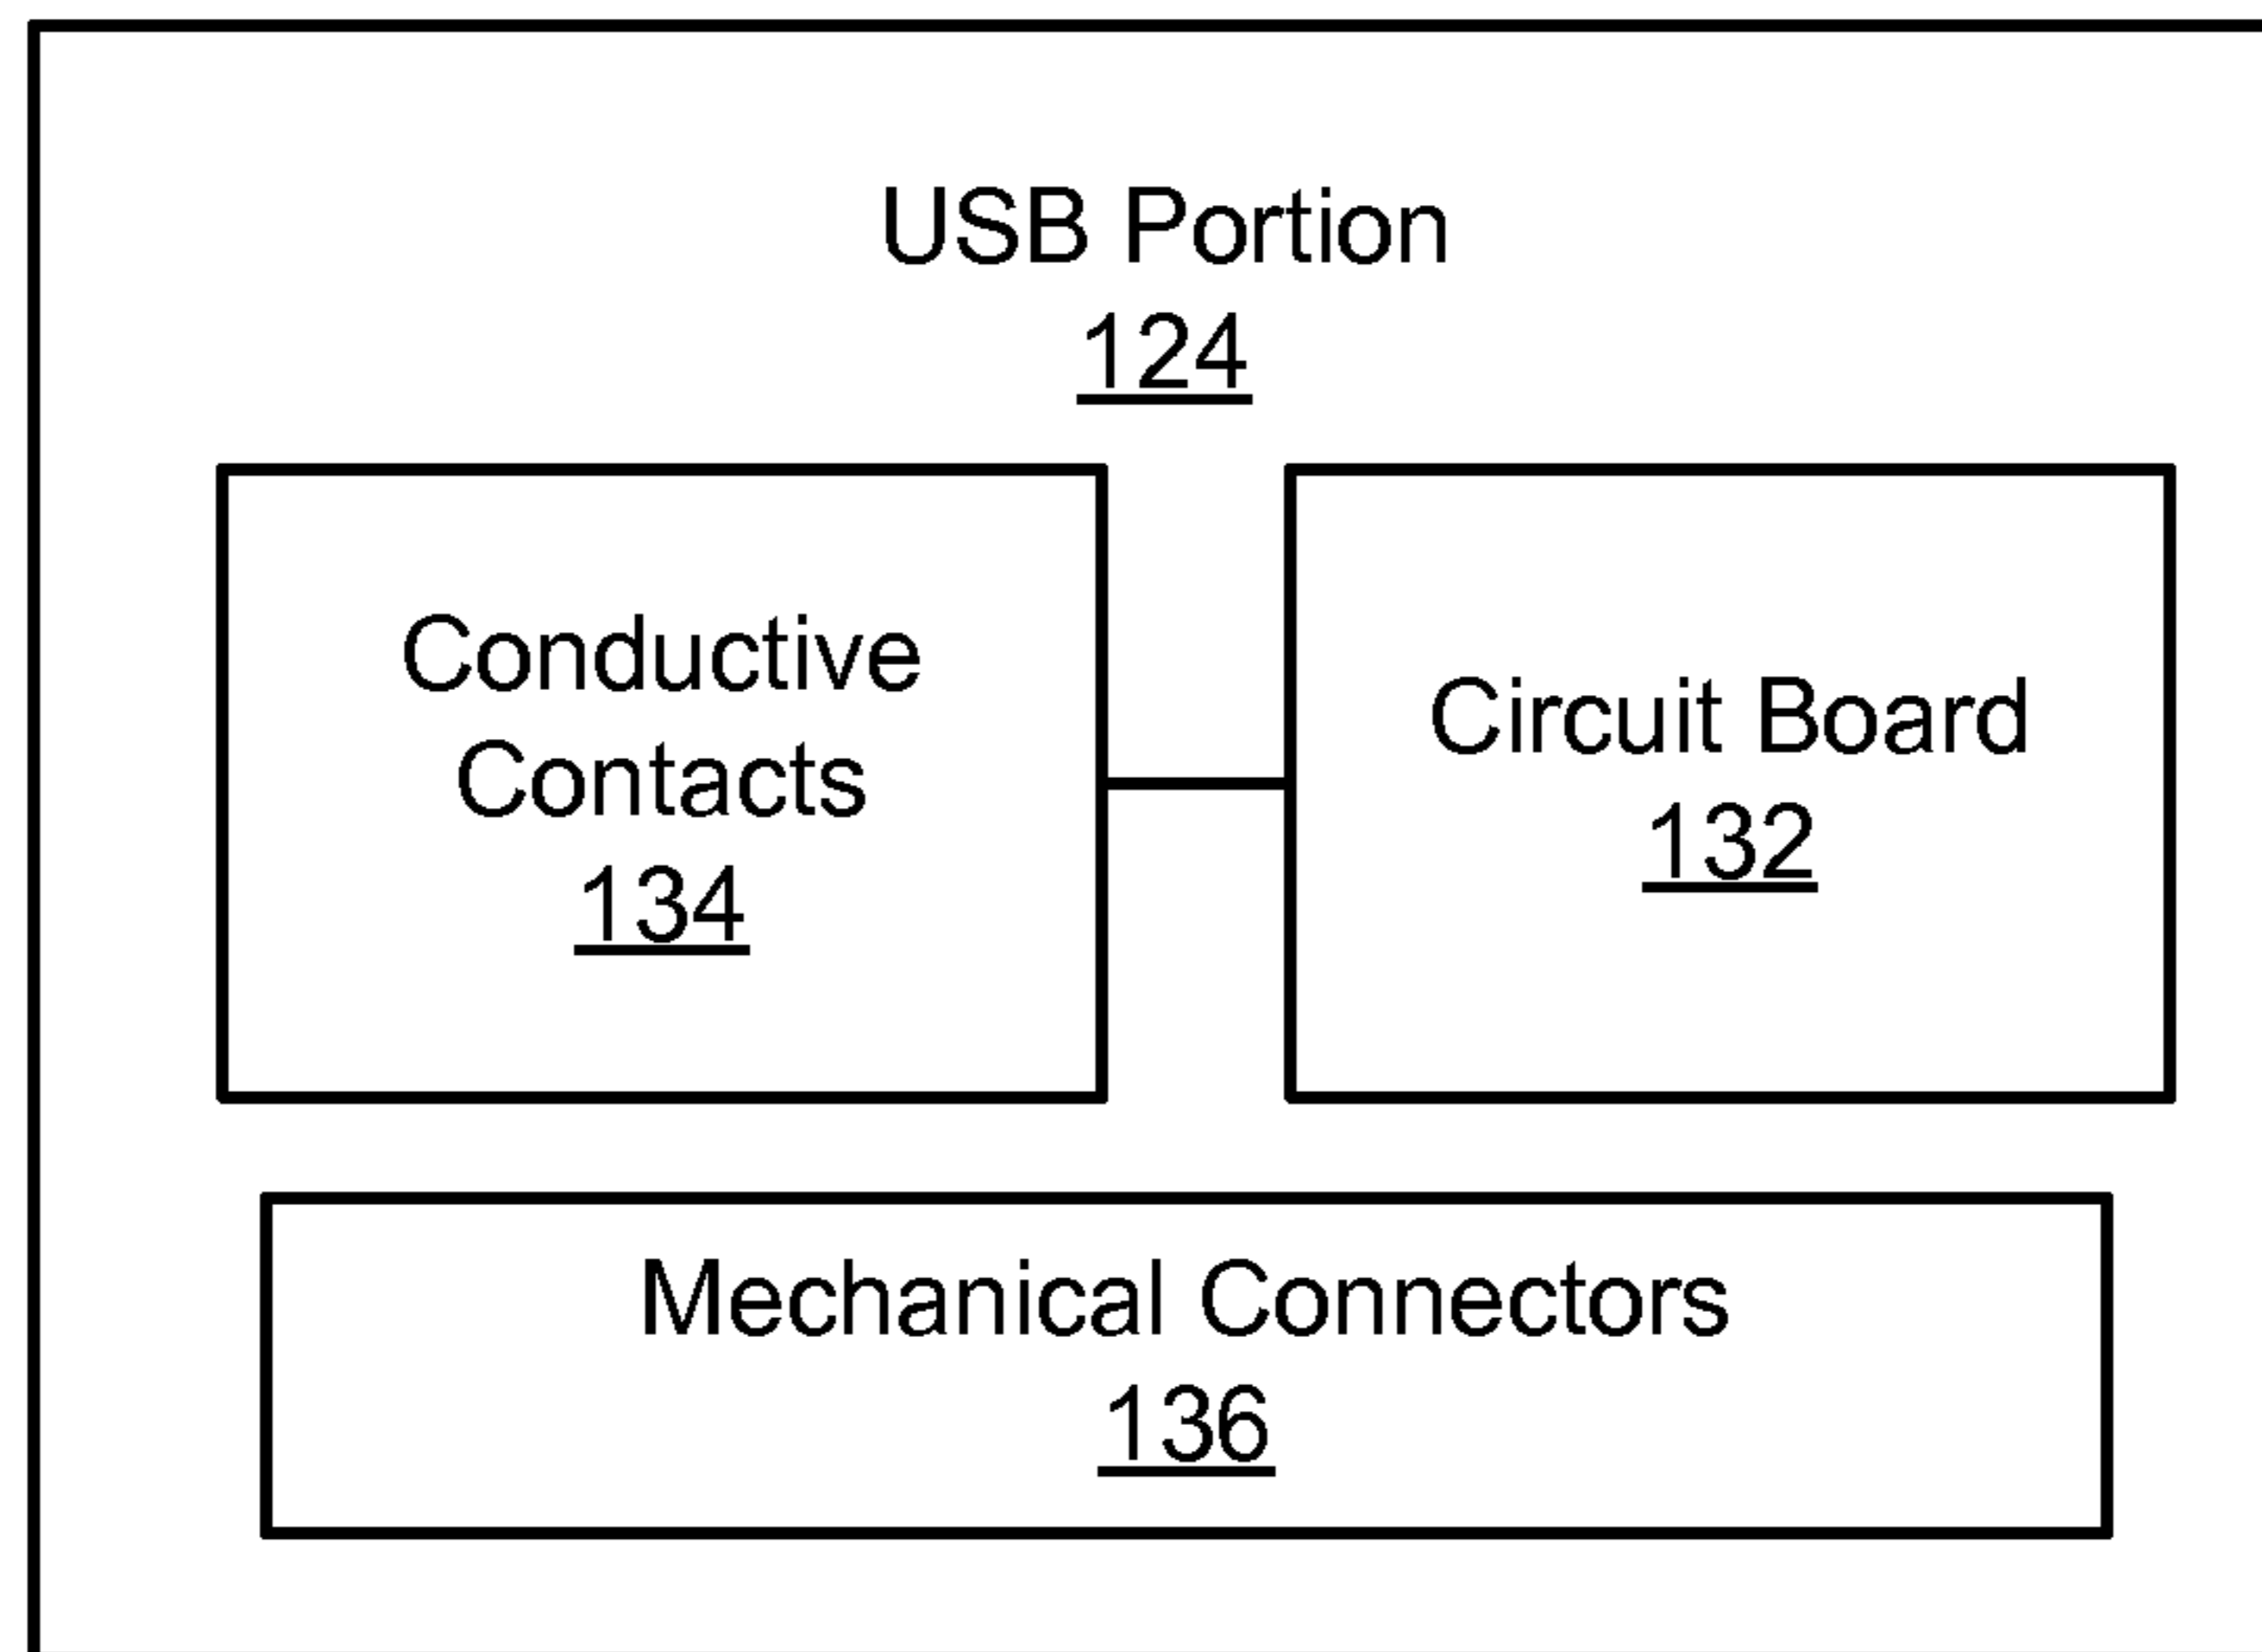 USB Portion
124
Conductive
Contacts
134
Circuit Board
132
Mechanical Connectors
136